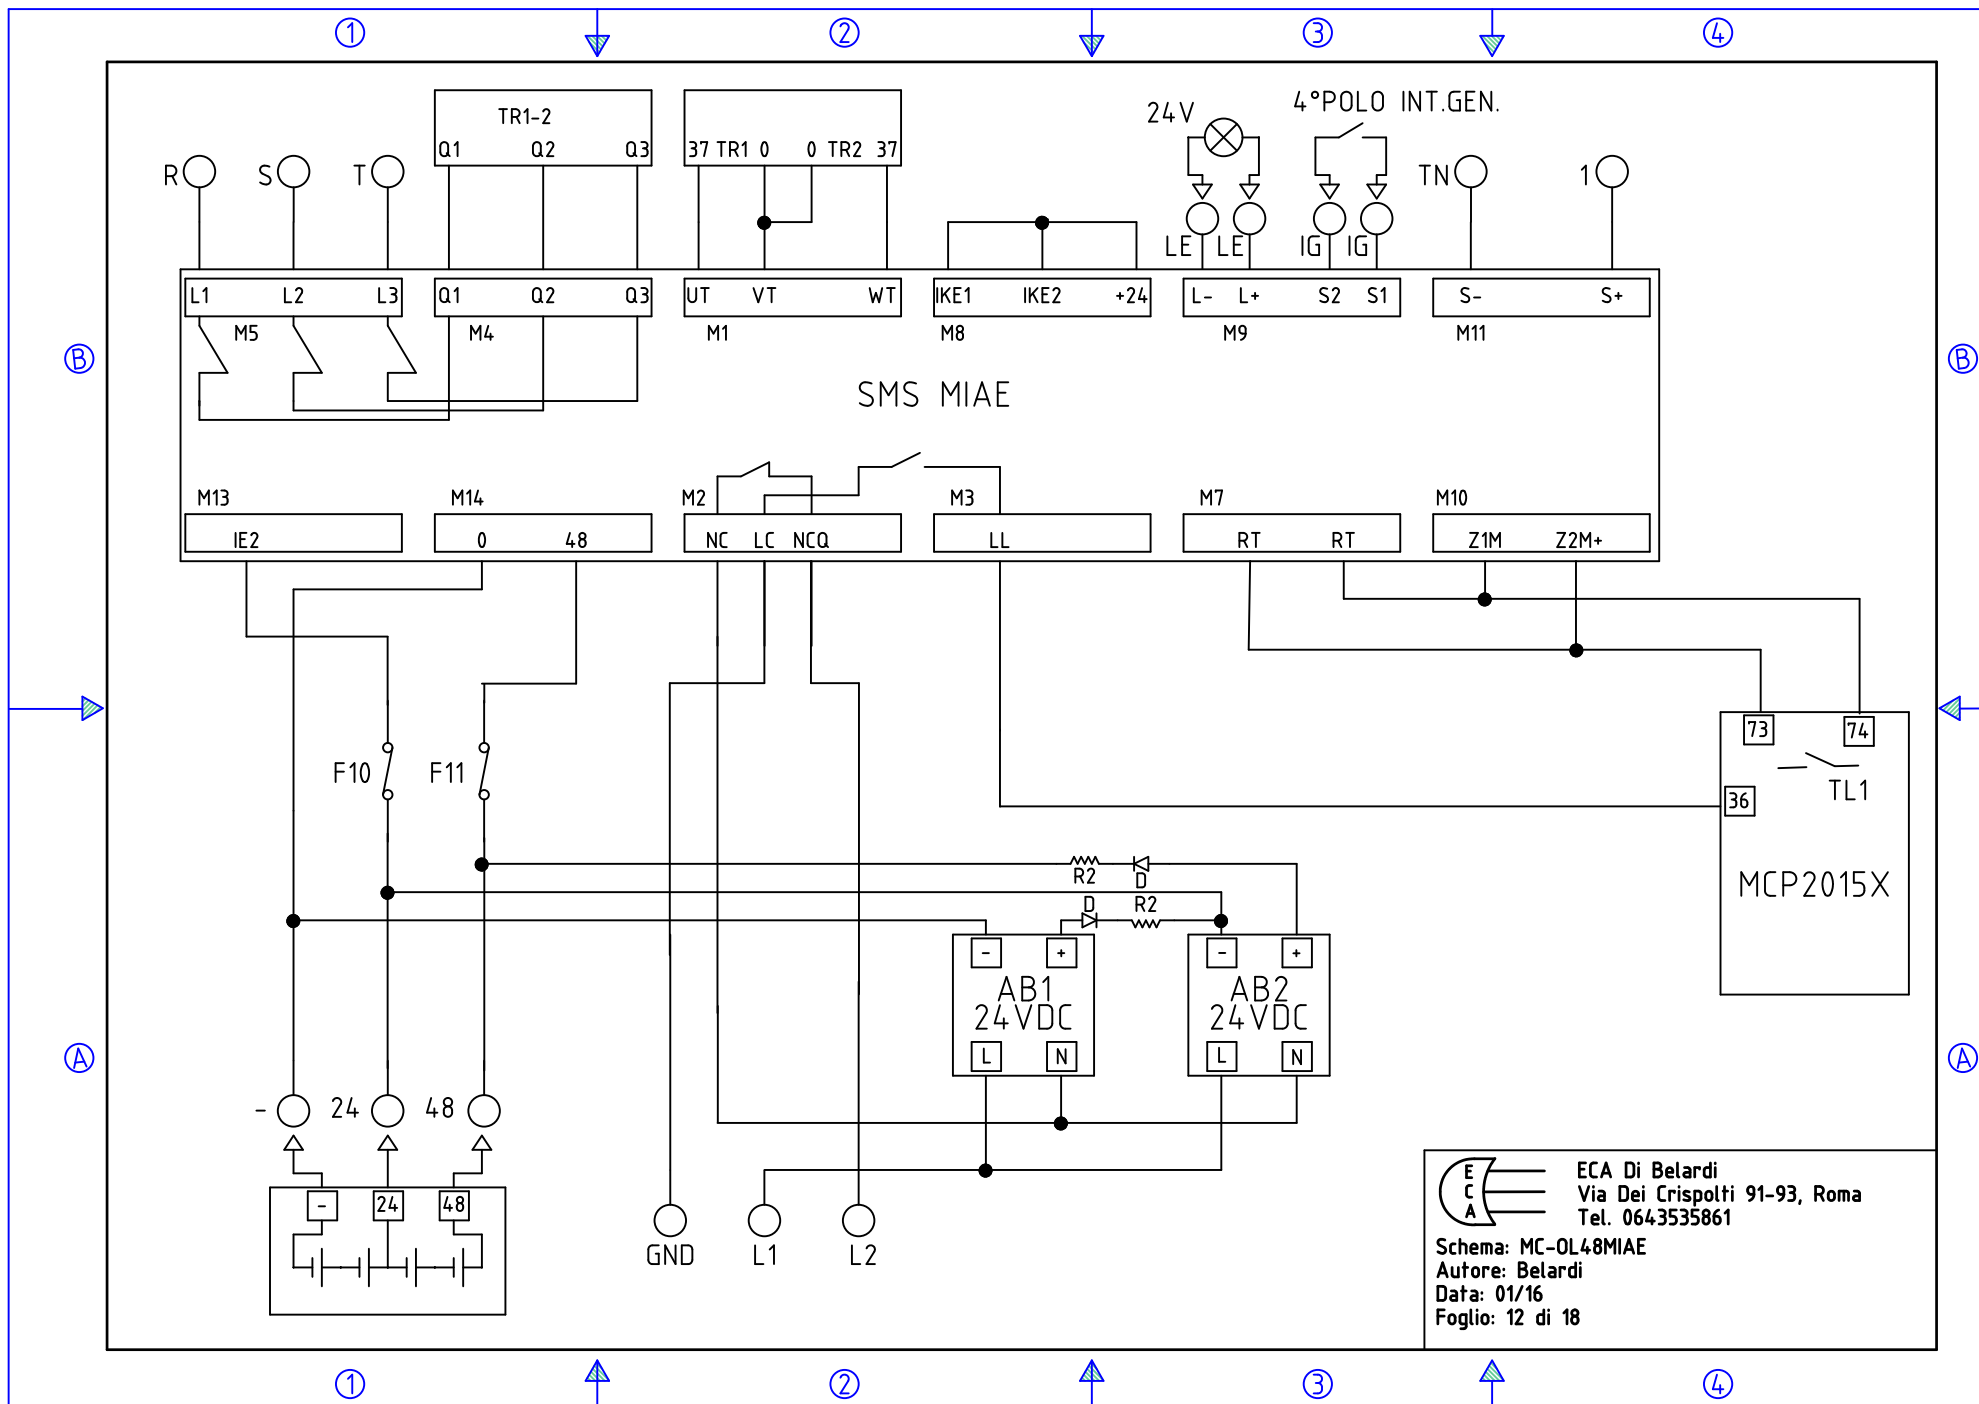 1 2 3 4
TR1-2
Q1 Q2 Q3
37 TR1 0 0 TR2 37
24V
4°POLO INT.GEN.
R S T
TN 1
LE LE IG IG
L1 L2 L3
Q1 Q2 Q3
UT VT WT
IKE1 IKE2 +24
L- L+ S2 S1
S- S+
M5 M4 M1 M8 M9 M11
B B
SMS MIAE
M13 M14 M2 M3 M7 M10
IE2
0 48
NC LC NCQ
LL
RT RT
Z1M Z2M+
73 74
F10 F11
TL1
36
MCP2015X
R2 D
D R2
- +
- +
AB1
24VDC
AB2
24VDC
L N
L N
A A
- 24 48
- 24 48
GND L1 L2
E
C
A
ECA Di Belardi
Via Dei Crispolti 91-93, Roma
Tel. 0643535861
Schema: MC-OL48MIAE
Autore: Belardi
Data: 01/16
Foglio: 12 di 18
1 2 3 4